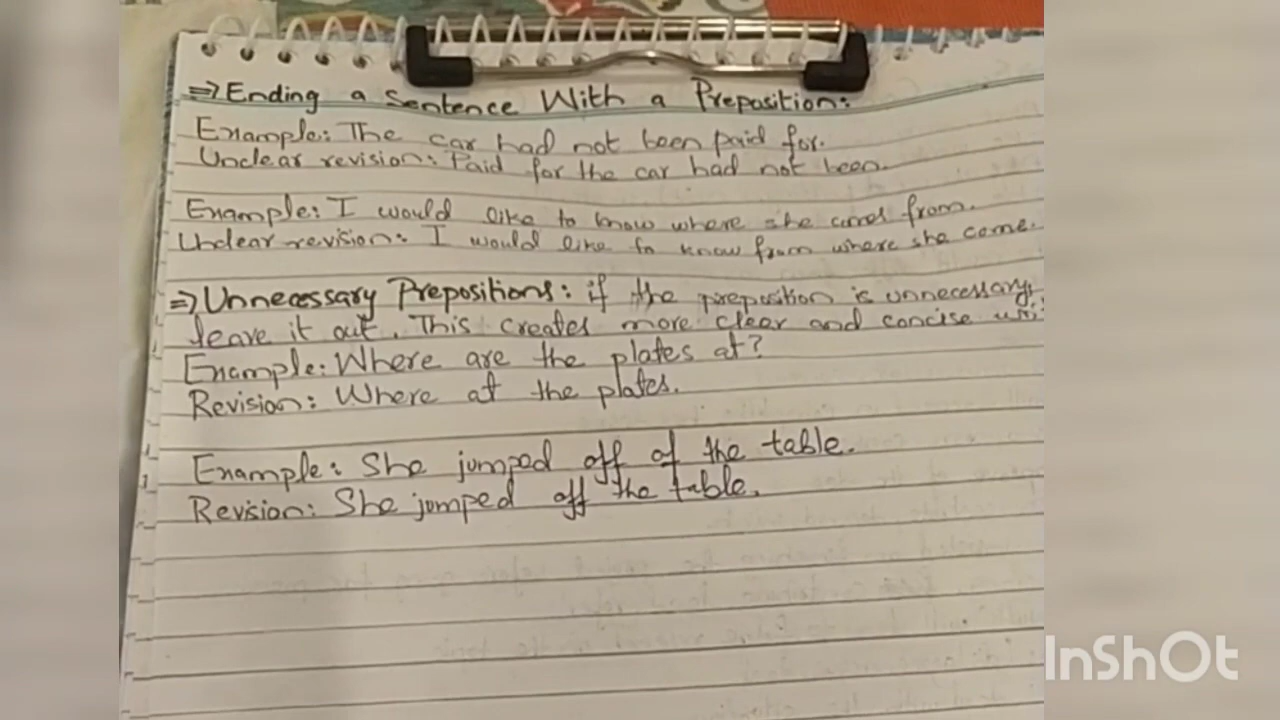 ⇒ Ending a Sentence With a Preposition:
Example: The car had not been paid for.
Unclear revision: Paid for the car had not been.
Example: I would like to know where she comes from.
Unclear revision: I would like to know from where she come.
⇒ Unnecessary Prepositions: if the preposition is unnecessary,
leave it out. This creates more clear and concise
Example: Where are the plates at?
Revision: Where at the plates.
Example: She jumped off of the table.
Revision: She jumped off the table.
InShOt